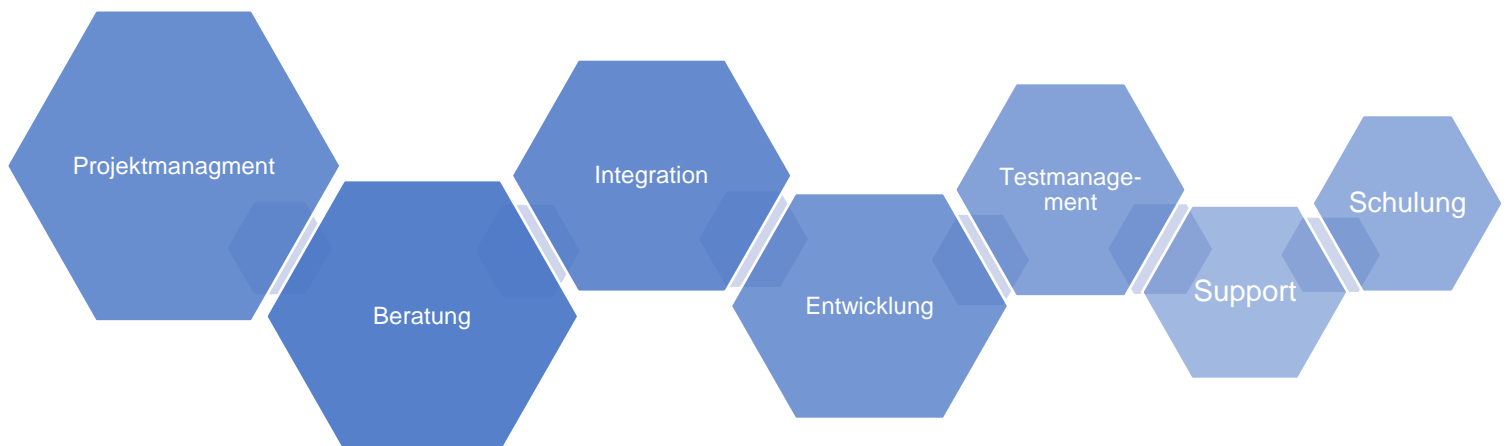 Projektmanagment
Beratung
Integration
Entwicklung
Testmanage-
ment
Support
Schulung